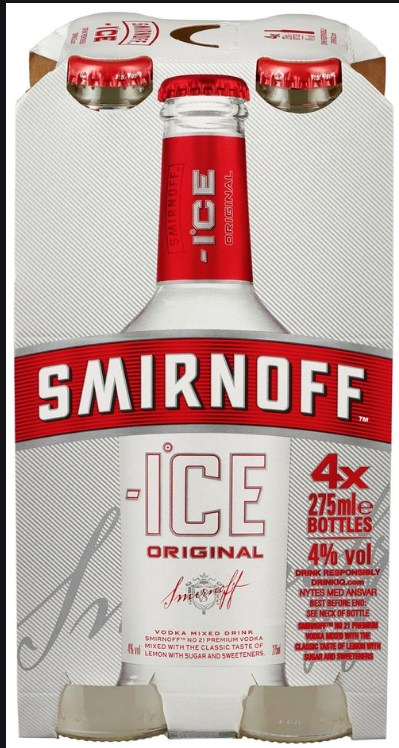 SMIRNOFF
ICE
SMIRNOFF
-ICE
ORIGINAL
SMIRNOFF™
-ICE
ORIGINAL
Smirnoff
VODKA MIXED DRINK
SMIRNOFF™ NO 21 PREMIUM VODKA
MIXED WITH THE CLASSIC TASTE OF
LEMON WITH SUGAR AND SWEETENERS.
4x
275ml e
BOTTLES
4% vol
DRINK RESPONSIBLY
DRINKiQ.com
NYTES MED ANSVAR
BEST BEFORE END:
SEE NECK OF BOTTLE
SMIRNOFF™ NO 21 PREMIUM
VODKA MIXED WITH THE
CLASSIC TASTE OF LEMON WITH
SUGAR AND SWEETENERS